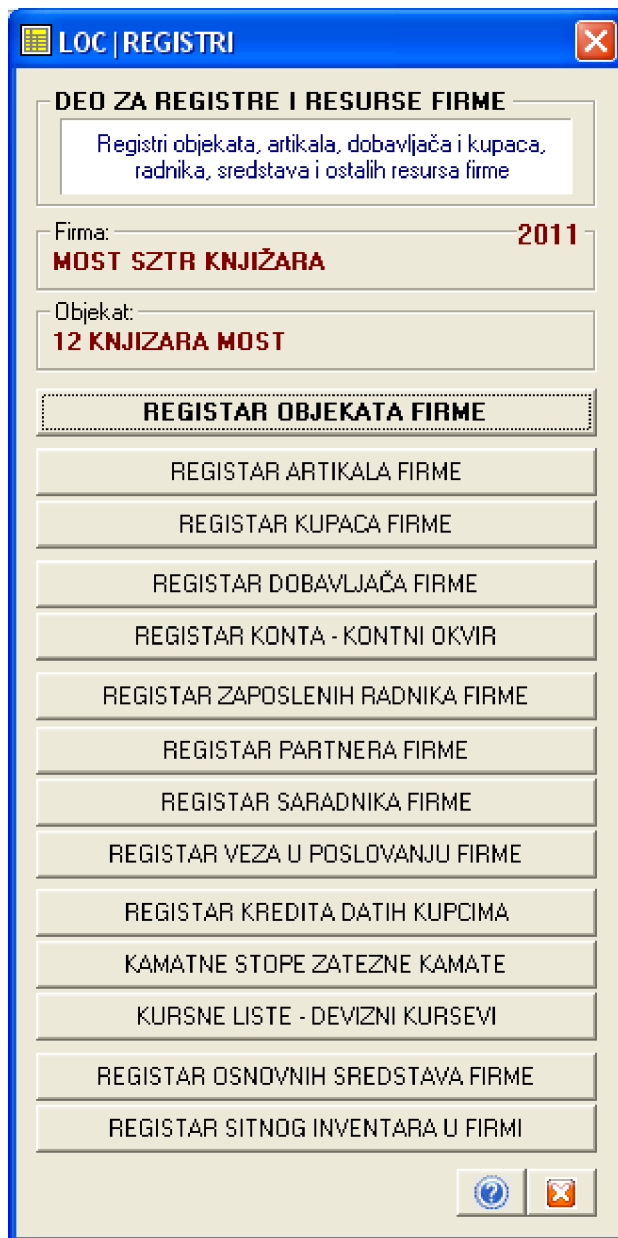 LOC | REGISTRI
DEO ZA REGISTRE I RESURSE FIRME
Registri objekata, artikala, dobavljača i kupaca,
radnika, sredstava i ostalih resursa firme
Firma: 2011
MOST SZTR KNJIŽARA
Objekat:
12 KNJIZARA MOST
REGISTAR OBJEKATA FIRME
REGISTAR ARTIKALA FIRME
REGISTAR KUPACA FIRME
REGISTAR DOBAVLJAČA FIRME
REGISTAR KONTA - KONTNI OKVIR
REGISTAR ZAPOSLENIH RADNIKA FIRME
REGISTAR PARTNERA FIRME
REGISTAR SARADNIKA FIRME
REGISTAR VEZA U POSLOVANJU FIRME
REGISTAR KREDITA DATIH KUPCIMA
KAMATNE STOPE ZATEZNE KAMATE
KURSNE LISTE - DEVIZNI KURSEVI
REGISTAR OSNOVNIH SREDSTAVA FIRME
REGISTAR SITNOG INVENTARA U FIRMI